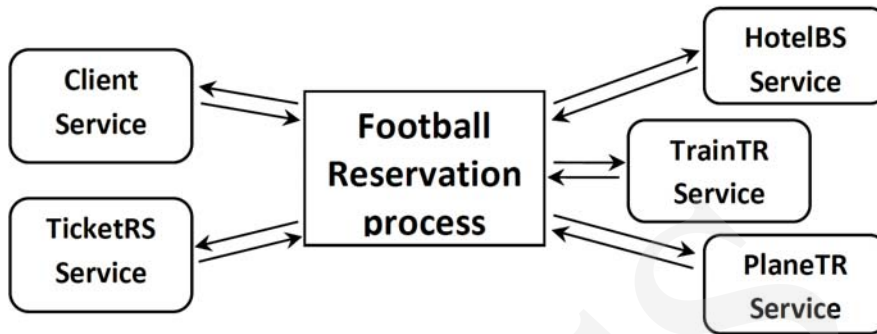 Client
Service
TicketRS
Service
Football
Reservation
process
HotelBS
Service
TrainTR
Service
PlaneTR
Service